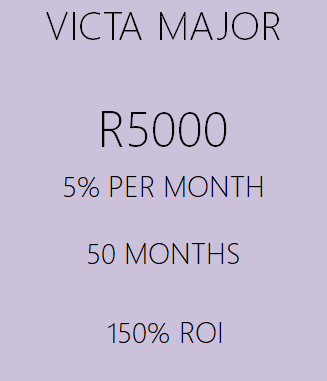 VICTA MAJOR
R5000
5% PER MONTH
50 MONTHS
150% ROI